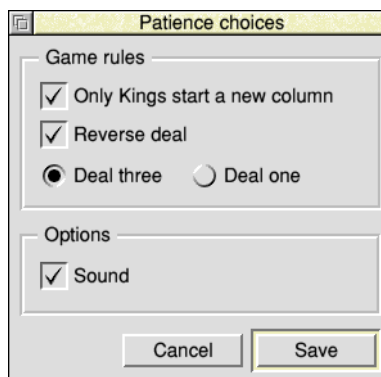 Patience choices
Game rules
Only Kings start a new column
Reverse deal
Deal three Deal one
Options
Sound
Cancel Save